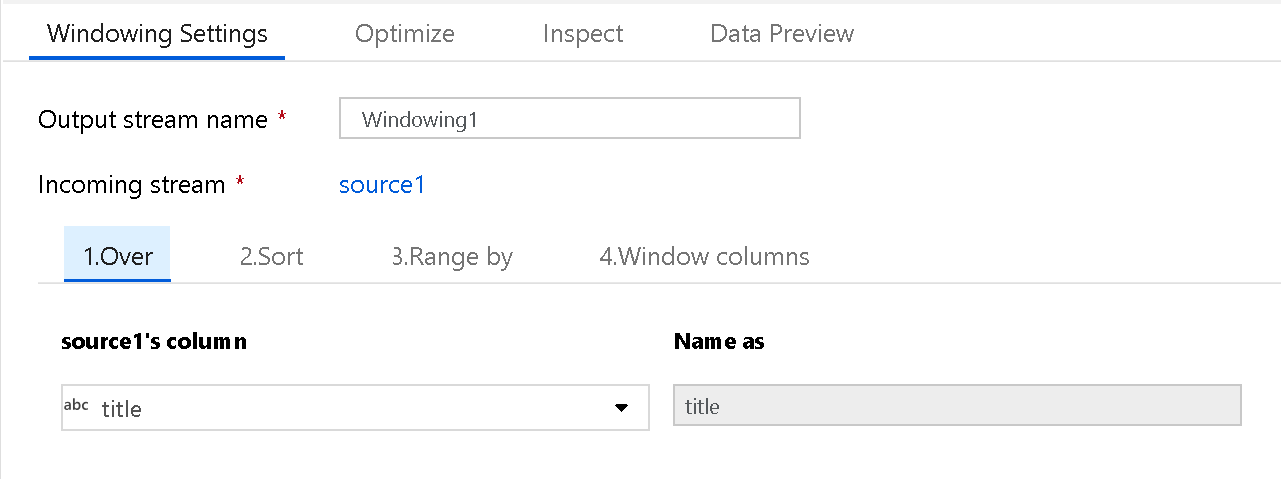 Windowing Settings Optimize Inspect Data Preview
Output stream name * Windowing1
Incoming stream * source1
1.Over 2.Sort 3.Range by 4.Window columns
source1's column Name as
abc title title